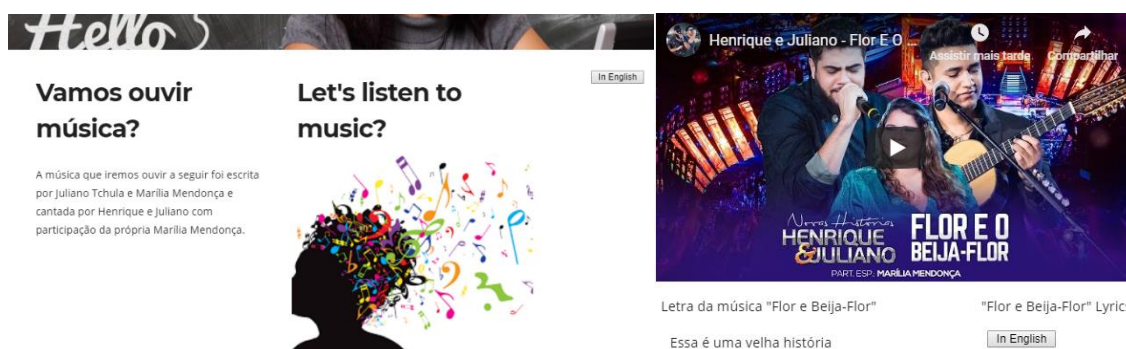 Hello
Vamos ouvir
música?
A música que iremos ouvir a seguir foi escrita
por Juliano Tchula e Marília Mendonça e
cantada por Henrique e Juliano com
participação da própria Marília Mendonça.
Let's listen to
music?
In English
Henrique e Juliano - Flor E O ...
Assistir mais tarde
Compartilhar
Novas Histórias
HENRIQUE
& JULIANO
FLOR E O
BEIJA-FLOR
PART. ESP. MARÍLIA MENDONÇA
Letra da música "Flor e Beija-Flor"
Essa é uma velha história
"Flor e Beija-Flor" Lyrics
In English